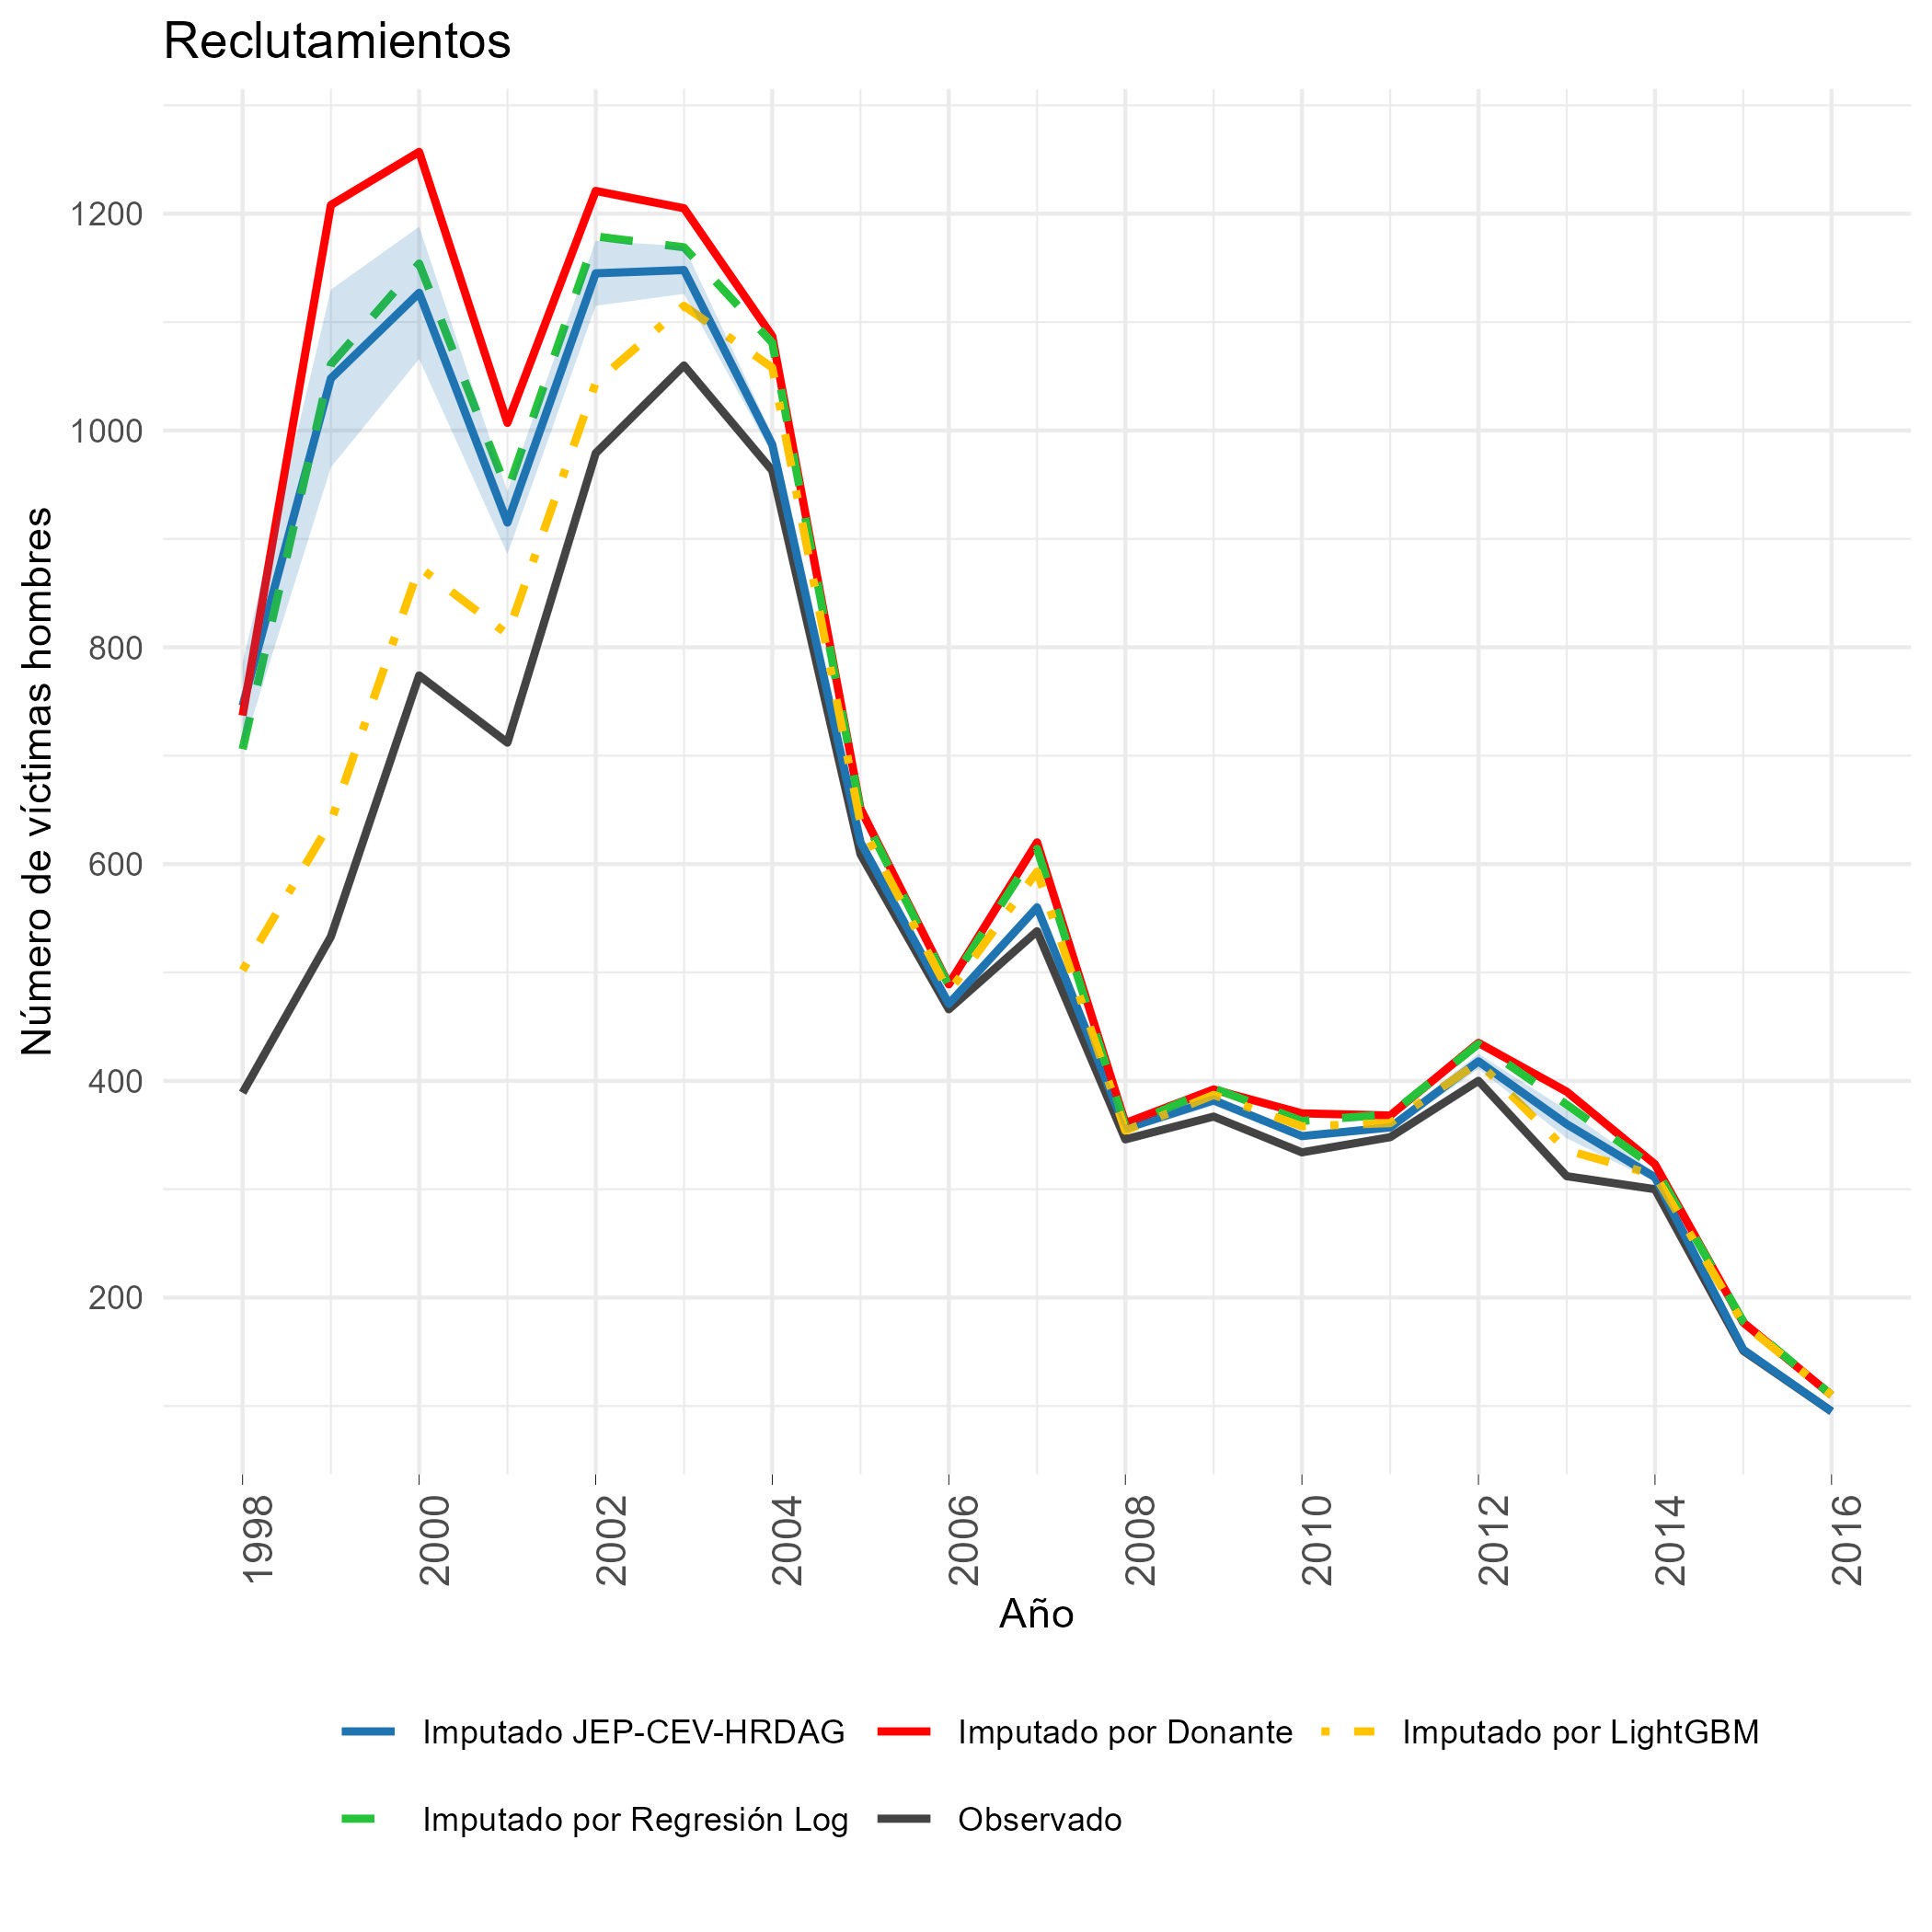 Reclutamientos
Número de víctimas hombres
1200
1000
800
600
400
200
1998
2000
2002
2004
2006
2008
2010
2012
2014
2016
Año
Imputado JEP-CEV-HRDAG
Imputado por Donante
Imputado por LightGBM
Imputado por Regresión Log
Observado